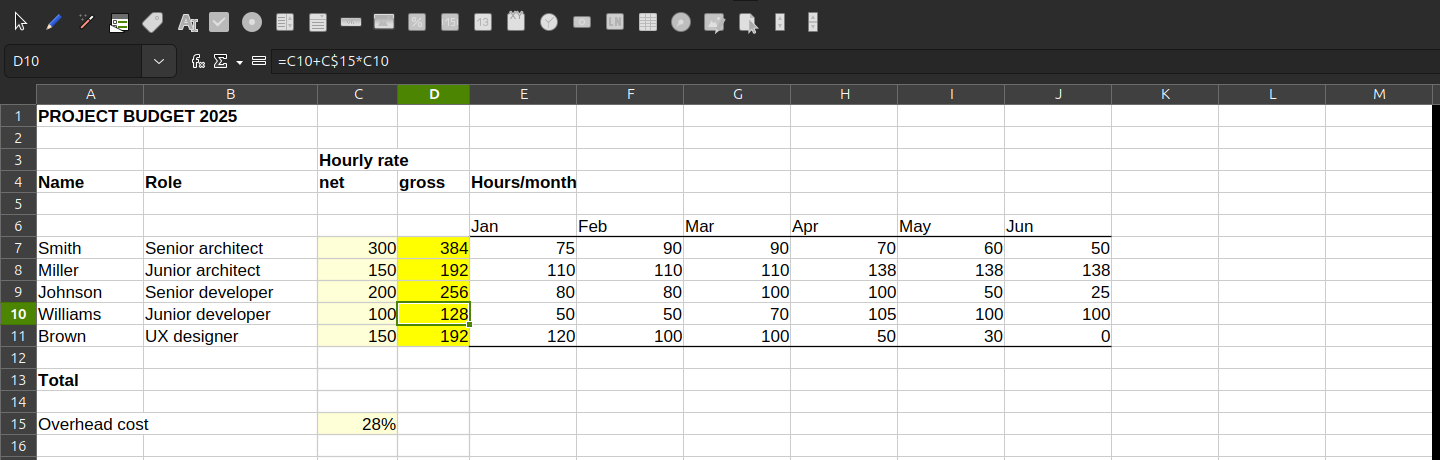 D10 =C10+C$15*C10
A B C D E F G H I J K L M
1 PROJECT BUDGET 2025
2
3 Hourly rate
4 Name Role net gross Hours/month
5
6 Jan Feb Mar Apr May Jun
7 Smith Senior architect 300 384 75 90 90 70 60 50
8 Miller Junior architect 150 192 110 110 110 138 138 138
9 Johnson Senior developer 200 256 80 80 100 100 50 25
10 Williams Junior developer 100 128 50 50 70 105 100 100
11 Brown UX designer 150 192 120 100 100 50 30 0
12
13 Total
14
15 Overhead cost 28%
16